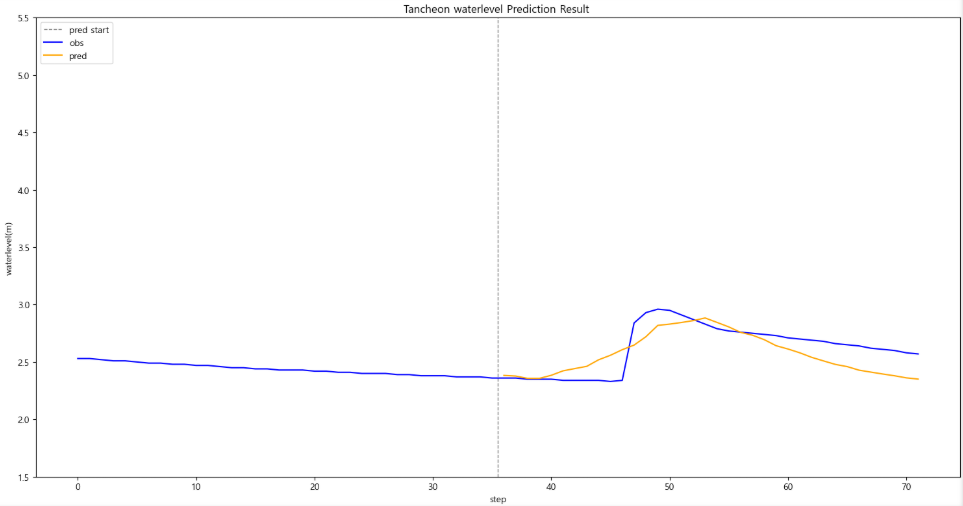 Tancheon waterlevel Prediction Result
pred start
obs
pred
waterlevel(m)
5.5
5.0
4.5
4.0
3.5
3.0
2.5
2.0
1.5
0 10 20 30 40 50 60 70
step